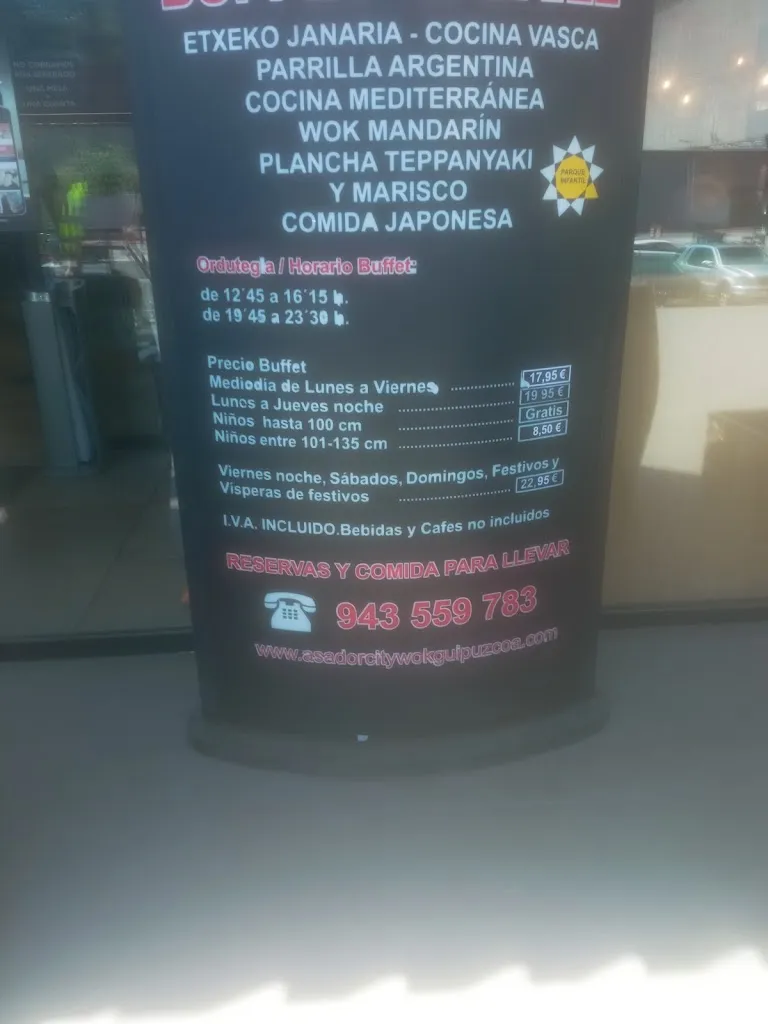 ETXEKO JANARIA - COCINA VASCA
PARRILLA ARGENTINA
COCINA MEDITERRÁNEA
WOK MANDARÍN
PLANCHA TEPPANYAKI
Y MARISCO
COMIDA JAPONESA
PARQUE
INFANTIL
Ordutegia / Horario Buffet:
de 12´45 a 16´15 h.
de 19´45 a 23´30 h.
Precio Buffet
Mediodia de Lunes a Viernes ................ 17,95 €
Lunes a Jueves noche ................ 19 95 €
Niños hasta 100 cm ................ Gratis
Niños entre 101-135 cm ................ 8,50 €
Viernes noche, Sábados, Domingos, Festivos y
Visperas de festivos ................ 22,95 €
I.V.A. INCLUIDO.Bebidas y Cafes no incluidos
RESERVAS Y COMIDA PARA LLEVAR
943 559 783
www.asadorcitywokguipuzcoa.com